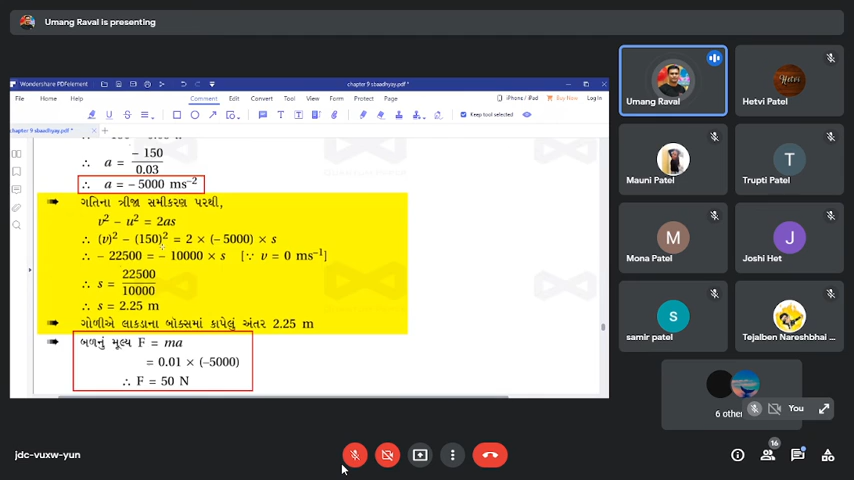 Umang Raval is presenting
Wondershare PDFelement
chapter 9 sbaadhyay.pdf *
File Home Comment Edit Convert View Form Protect Page
iPhone / iPad Buy Now Log In
Keep tool selected
chapter 9 sbaadhyay.pdf *
∴ a = – 150 / 0.03
∴ a = – 5000 ms⁻²
ગતિના ત્રીજા સમીકરણ પરથી,
v² – u² = 2as
∴ (v)² – (150)² = 2 × (–5000) × s
∴ – 22500 = – 10000 × s [∵ v = 0 ms⁻¹]
∴ s = 22500 / 10000
∴ s = 2.25 m
ગોળીએ લાકડાના બૉક્સમાં કાપેલું અંતર 2.25 m
બળનું મૂલ્ય F = ma
= 0.01 × (–5000)
∴ F = 50 N
Umang Raval
Hetvi Patel
Mauni Patel
T
Trupti Patel
M
Mona Patel
J
Joshi Het
s
samir patel
Tejalben Nareshbhai ...
6 other
You
jdc-vuxw-yun
16